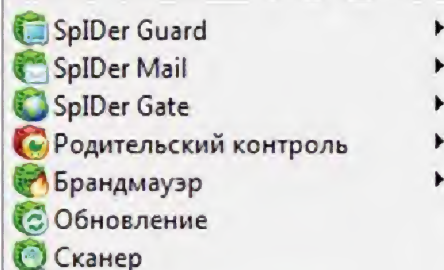 SpIDer Guard
SpIDer Mail
SpIDer Gate
Родительский контроль
Брандмауэр
Обновление
Сканер